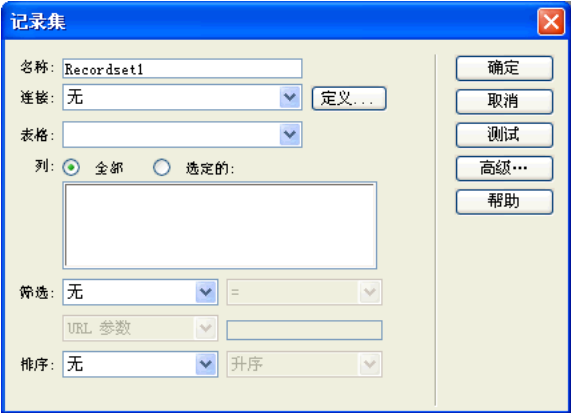 记录集
名称: Recordset1
连接: 无 定义...
表格:
列: 全部 选定的:
筛选: 无 =
URL 参数
排序: 无 升序
确定
取消
测试
高级…
帮助